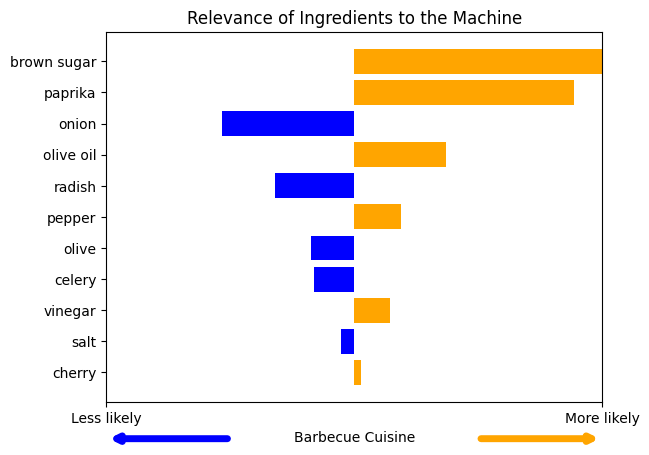 Relevance of Ingredients to the Machine
brown sugar
paprika
onion
olive oil
radish
pepper
olive
celery
vinegar
salt
cherry
Less likely
More likely
Barbecue Cuisine